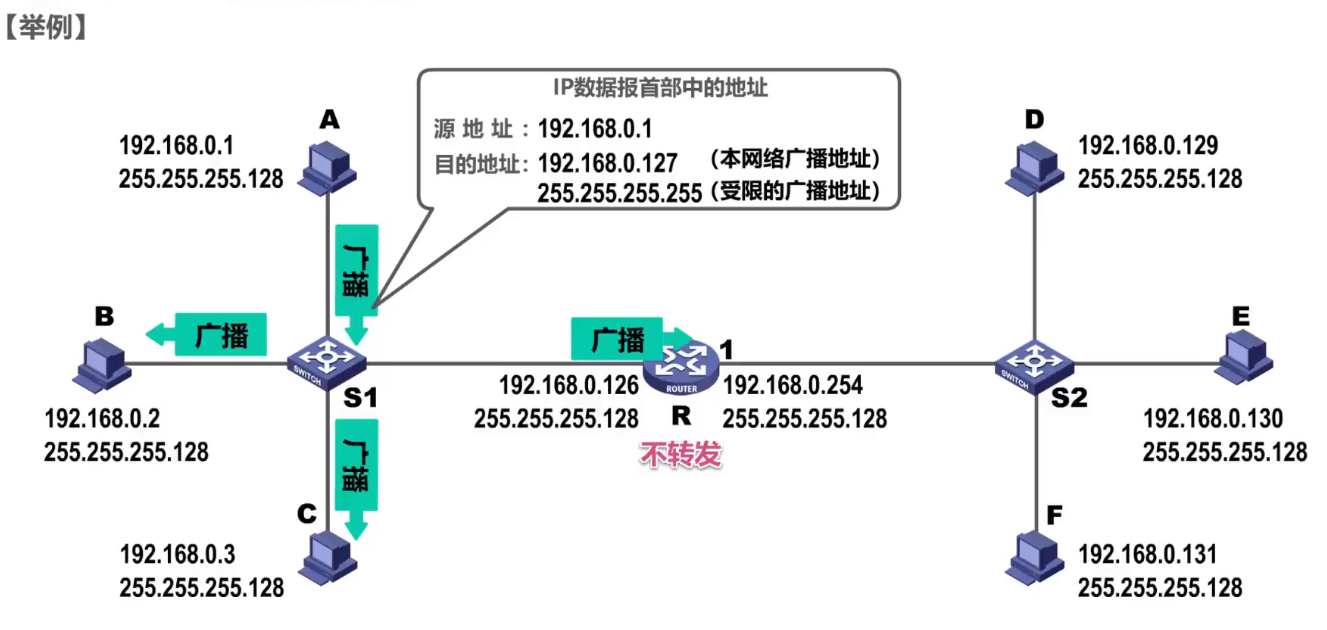 【举例】
IP数据报首部中的地址
源 地 址 : 192.168.0.1
目的地址: 192.168.0.127 (本网络广播地址)
255.255.255.255 (受限的广播地址)
A
192.168.0.1
255.255.255.128
D
192.168.0.129
255.255.255.128
广播
B
广播
广播
1
E
SWITCH
S1
192.168.0.126
255.255.255.128
ROUTER
R
192.168.0.254
255.255.255.128
SWITCH
S2
192.168.0.2
255.255.255.128
不转发
192.168.0.130
255.255.255.128
广播
C
192.168.0.3
255.255.255.128
F
192.168.0.131
255.255.255.128